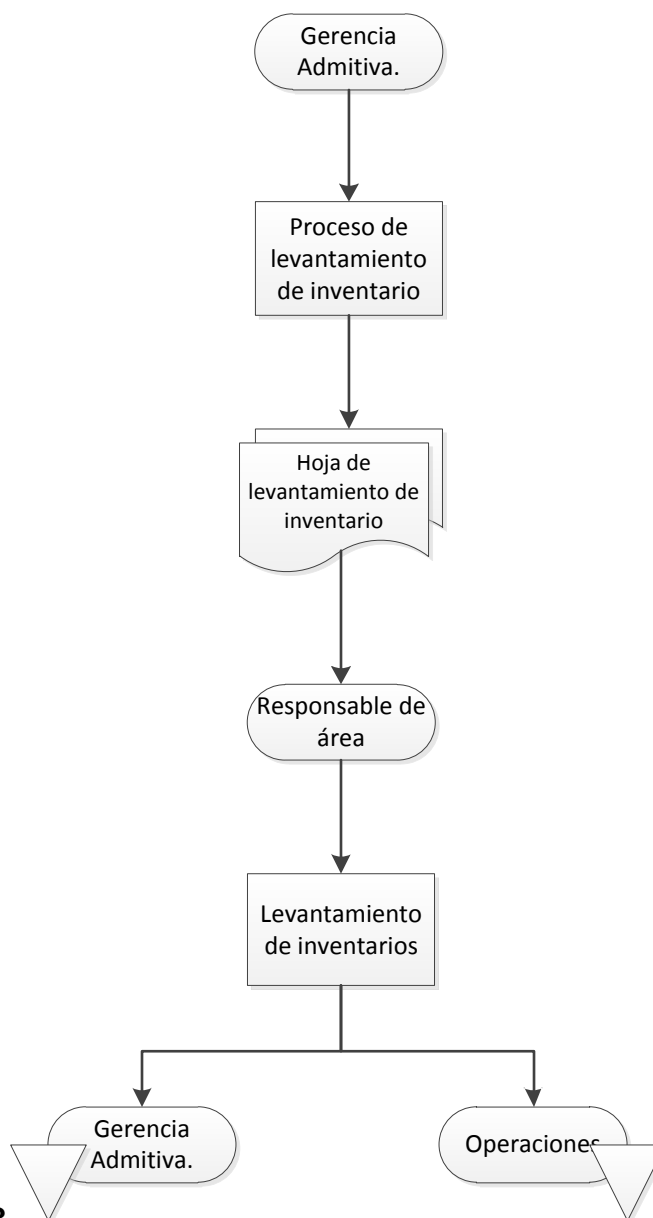 Gerencia
Admitiva.
Proceso de
levantamiento
de inventario
Hoja de
levantamiento de
inventario
Responsable de
área
Levantamiento
de inventarios
Gerencia
Admitiva.
Operaciones